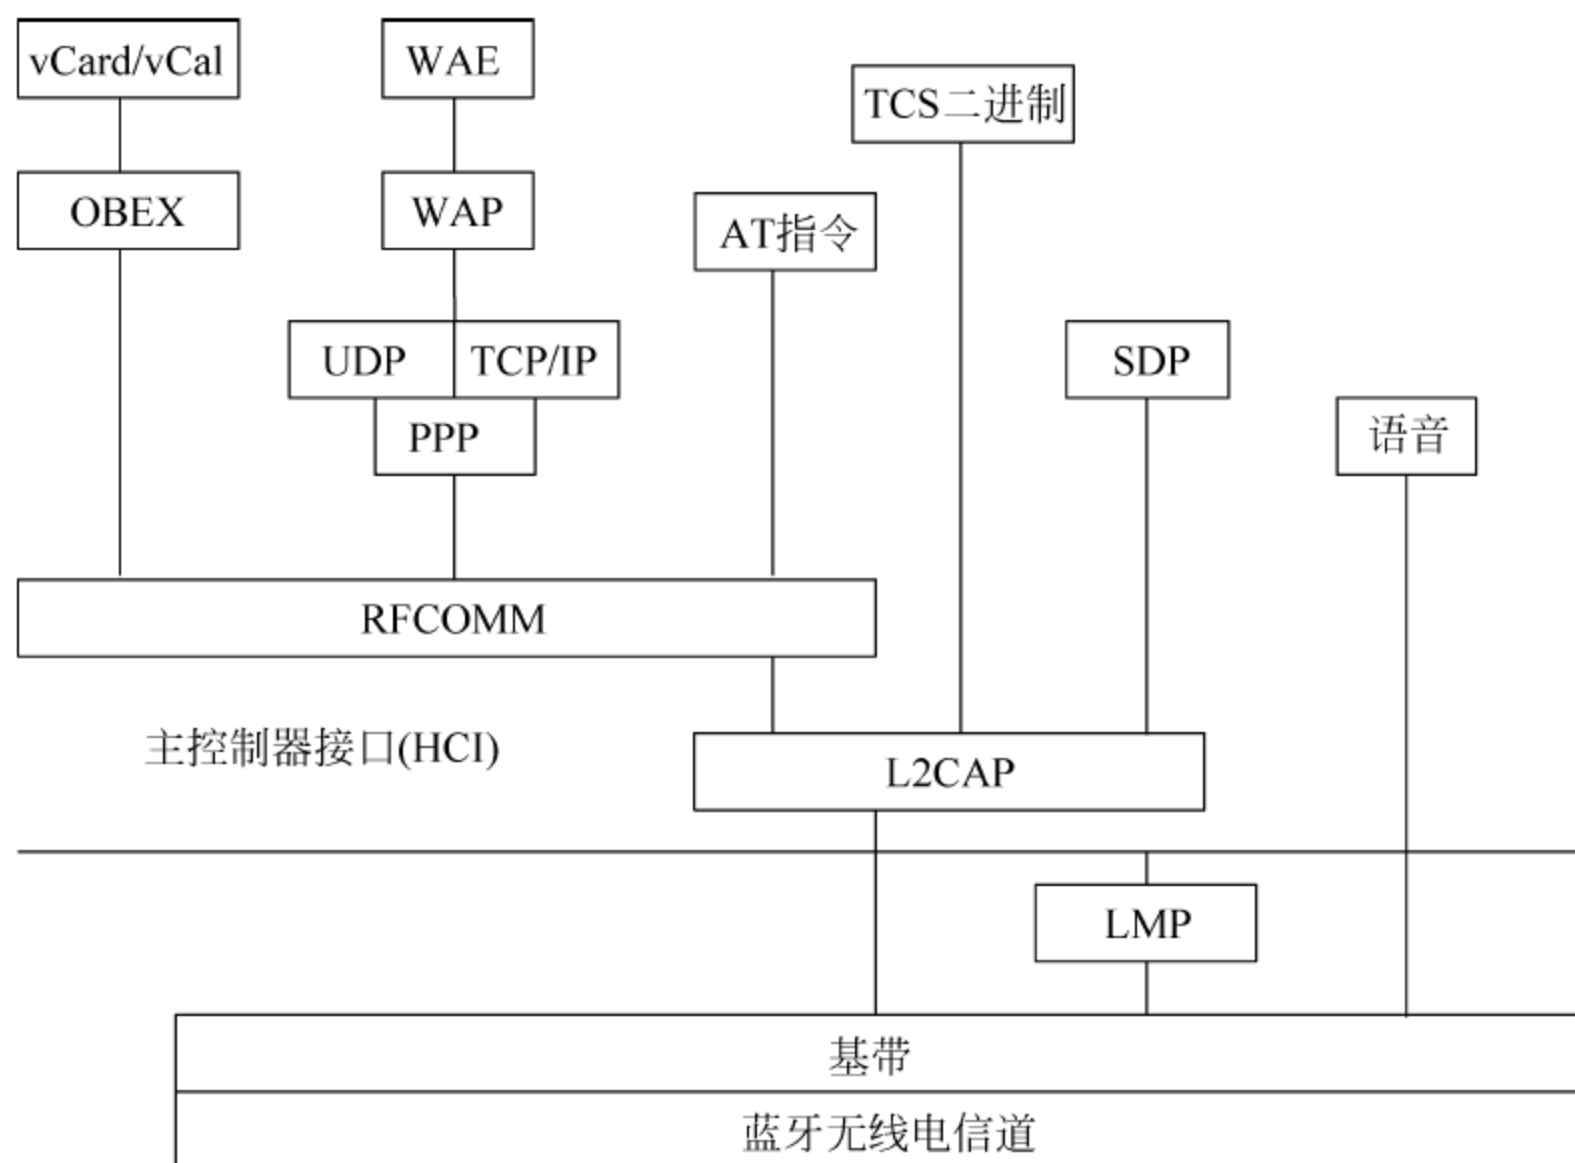 vCard/vCal
WAE
TCS二进制
OBEX
WAP
AT指令
UDP
TCP/IP
SDP
PPP
语音
RFCOMM
主控制器接口(HCI)
L2CAP
LMP
基带
蓝牙无线电信道